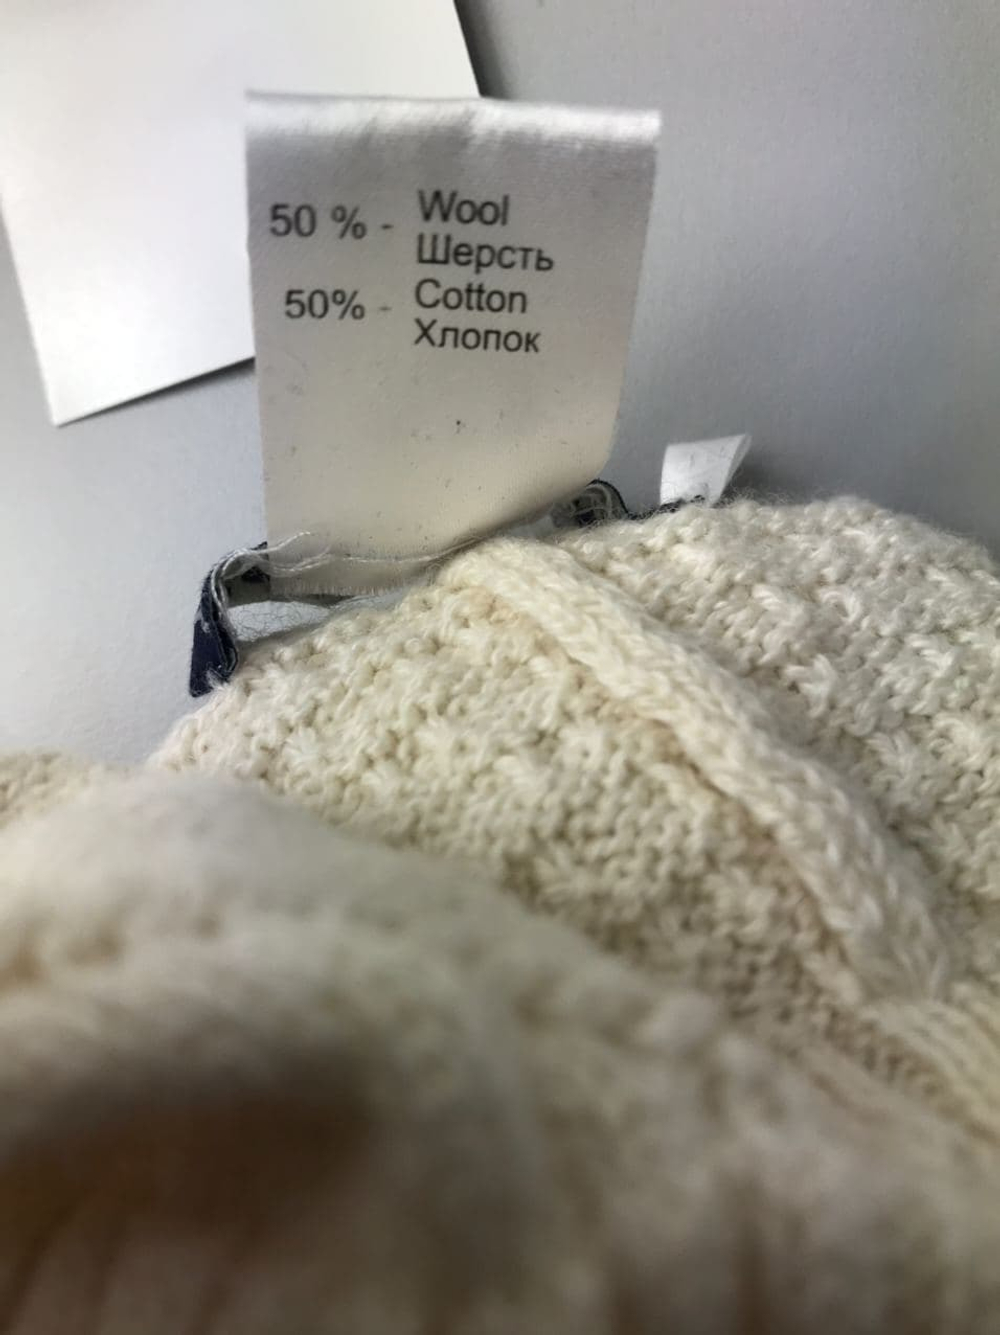 50 % - Wool
Шерсть
50% - Cotton
Хлопок